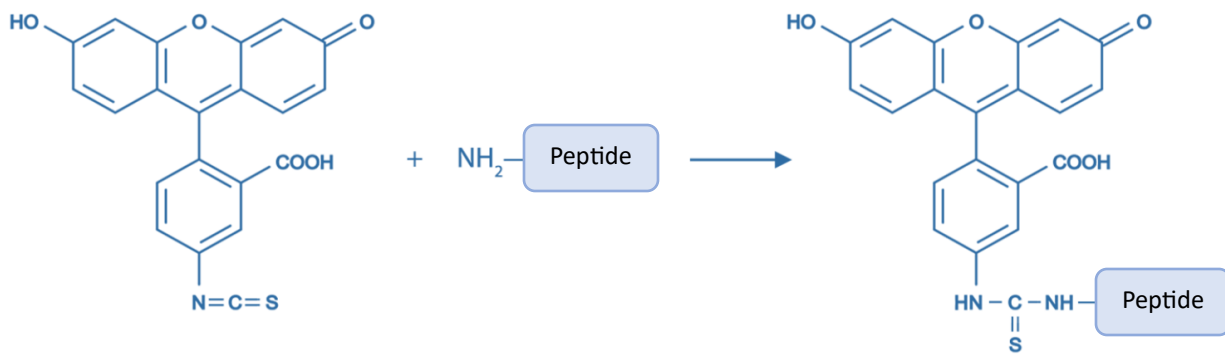 HO O O
COOH
N=C=S
+
NH₂ Peptide
HO O O
COOH
HN–C–NH Peptide
S